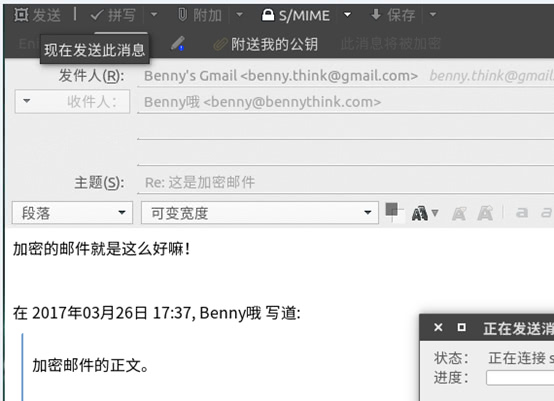 发送 拼写 附加 S/MIME 保存
现在发送此消息 附送我的公钥 此消息将被加密
发件人(R): Benny's Gmail <benny.think@gmail.com> benny.think@gmail
收件人: Benny哦 <benny@bennythink.com>
主题(S): Re: 这是加密邮件
段落 可变宽度
加密的邮件就是这么好嘛!
在 2017年03月26日 17:37, Benny哦 写道:
加密邮件的正文。
正在发送消
状态: 正在连接 s
进度: